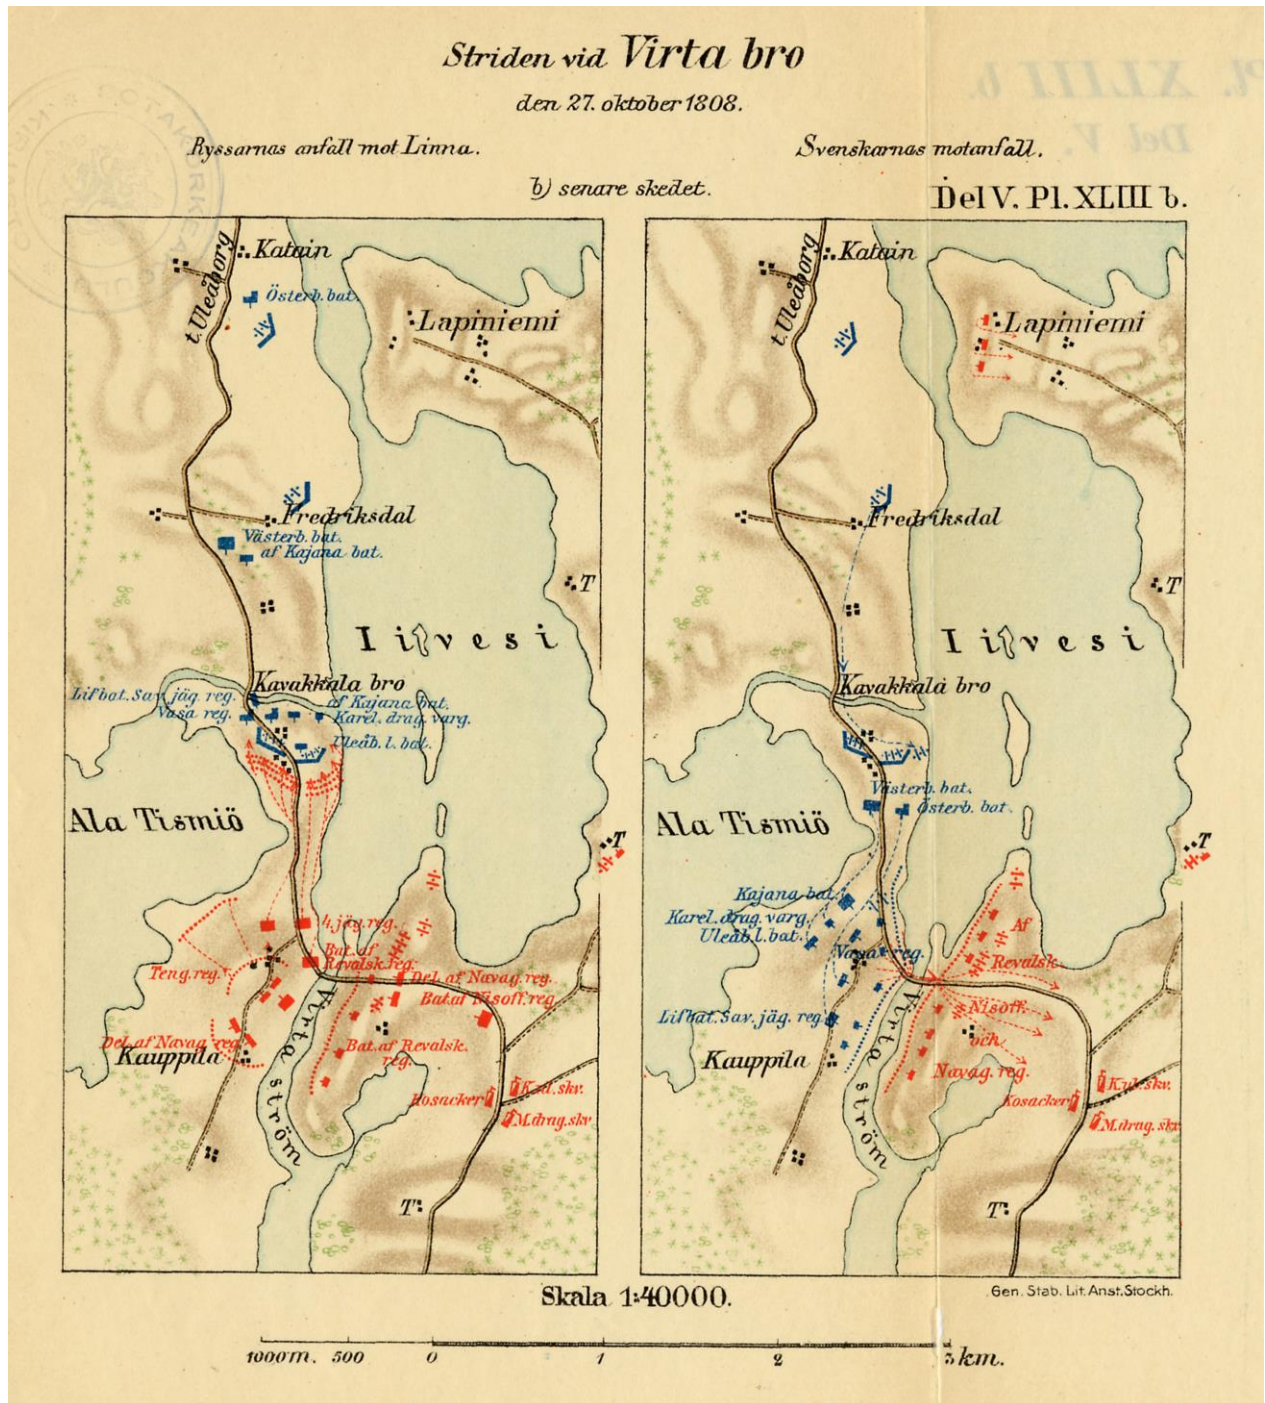 Striden vid Virta bro
den 27. oktober 1808.
Ryssarnas anfall mot Linna.
Svenskarnas motanfall.
b) senare skedet.
Del V. Pl. XLIII b.
Katain
t. Uleåborg
Österb. bat.
Lapiniemi
Fredriksdal
Västerb. bat.
af Kajana bat.
T
Iisvesi
Kavakkala bro
Lifbat. Sav. jäg. reg.
af Kajana bat.
Vasa reg.
Karel. drag. varg.
Uleåb. l. bat.
Ala Tismiö
T
4. jäg. reg.
Bat. af
Revalsk. reg.
Teng. reg.
Del. af Navag. reg.
Bat. af Nisoff. reg.
Del. af Navag. reg.
Kauppila
Bat. af Revalsk.
reg.
Virta ström
Kosacker
M. drag. skv.
T
Katain
t. Uleåborg
Lapiniemi
Fredriksdal
T
Kavakkala bro
Västerb. bat.
Österb. bat.
Ala Tismiö
T
Kajana bat.
Karel. drag. varg.
Uleåb. l. bat.
Vasa reg.
Af
Revalsk.
Lifbat. Sav. jäg. reg.
Nisoff.
och
Kauppila
Navag. reg.
Virta ström
Kosacker
M. drag. skv.
T
Skala 1:40000.
Gen. Stab. Lit. Anst. Stockh.
1000 m. 500 0 1 2 3 km.